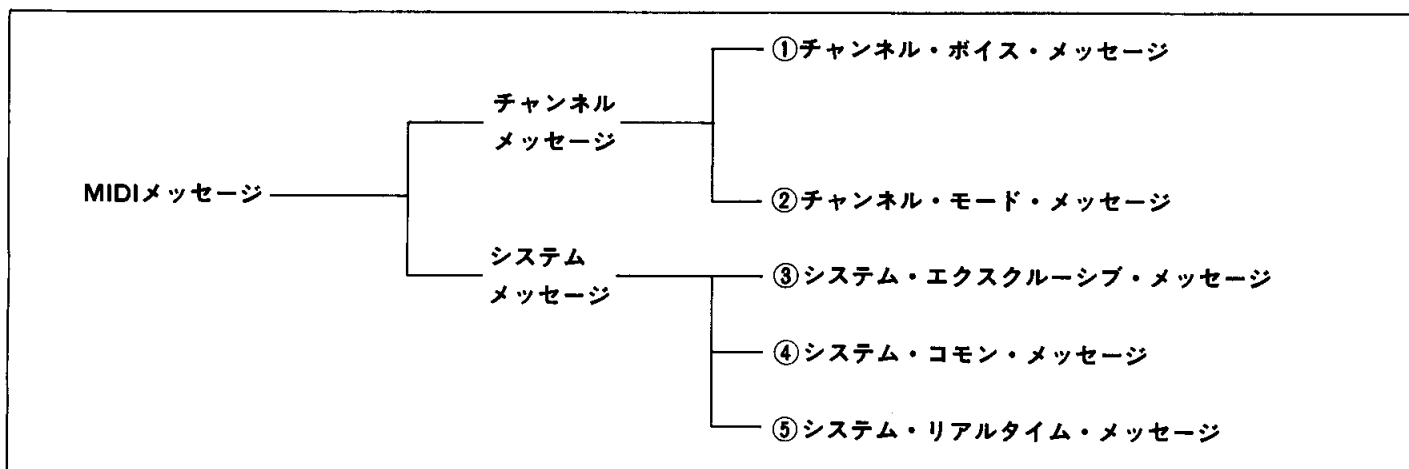 MIDIメッセージ
チャンネル
メッセージ
①チャンネル・ボイス・メッセージ
②チャンネル・モード・メッセージ
システム
メッセージ
③システム・エクスクルーシブ・メッセージ
④システム・コモン・メッセージ
⑤システム・リアルタイム・メッセージ